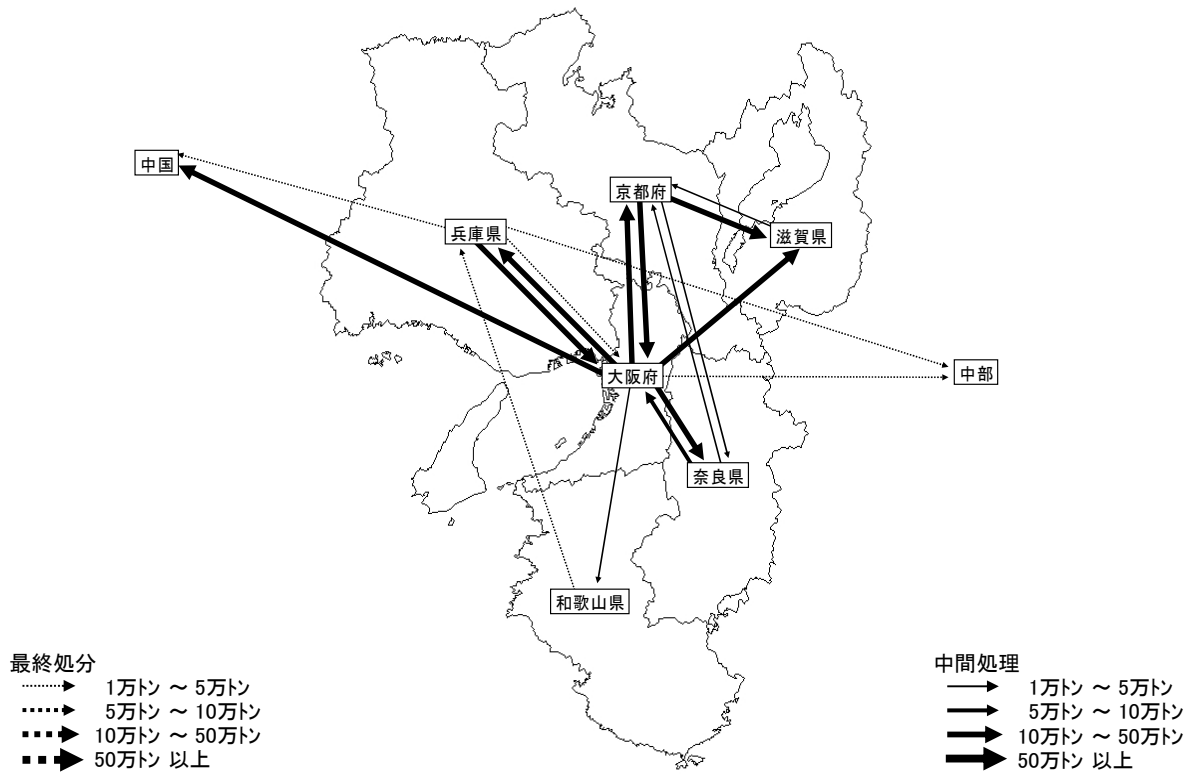 中国
京都府
兵庫県
滋賀県
大阪府
中部
奈良県
和歌山県
最終処分
1万トン ～ 5万トン
5万トン ～ 10万トン
10万トン ～ 50万トン
50万トン 以上
中間処理
1万トン ～ 5万トン
5万トン ～ 10万トン
10万トン ～ 50万トン
50万トン 以上